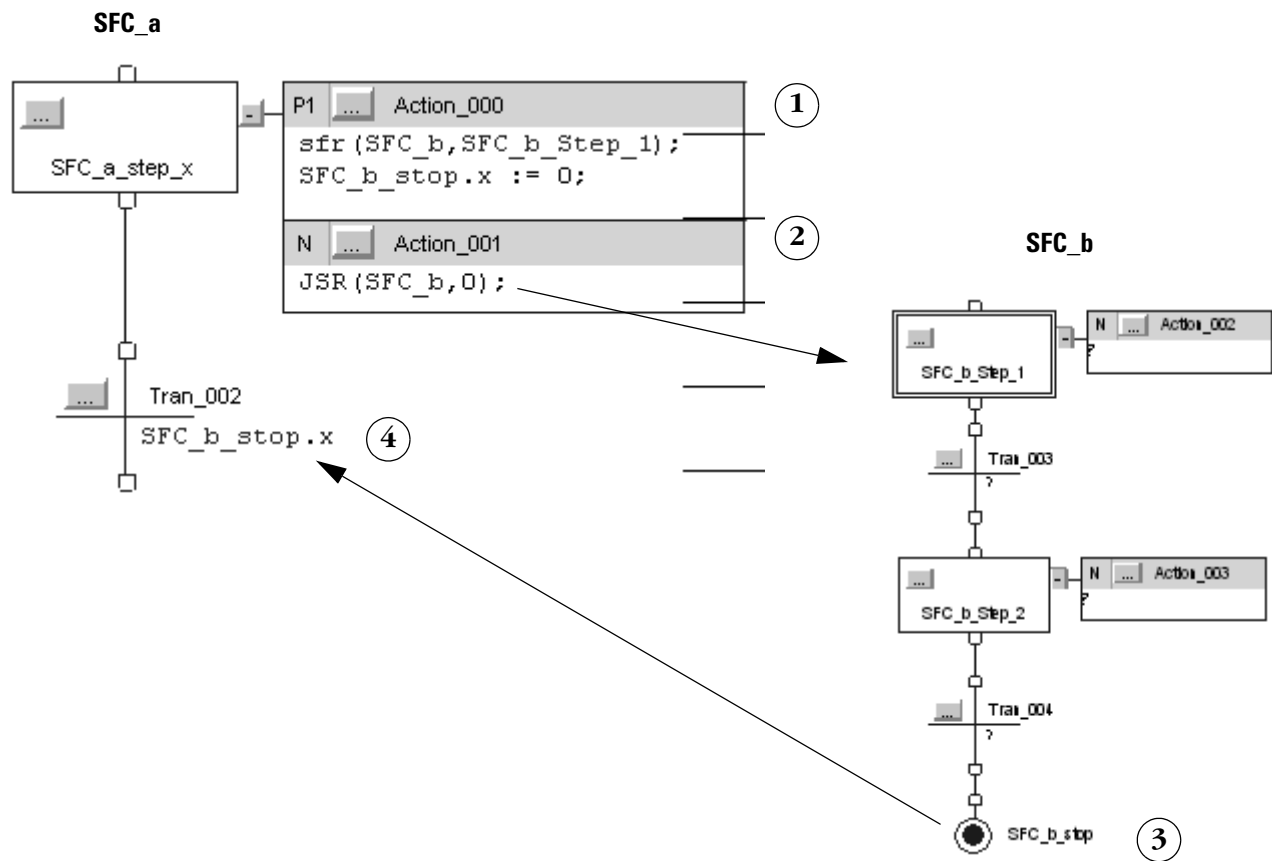 SFC_a
P1 ... Action_000
1
...
sfr(SFC_b,SFC_b_Step_1);
SFC_a_step_x
SFC_b_stop.x := 0;
N ... Action_001
2
SFC_b
JSR(SFC_b,0);
N ... Action_002
?
...
SFC_b_Step_1
... Tran_002
SFC_b_stop.x
4
... Tran_003
?
N ... Action_003
?
...
SFC_b_Step_2
... Tran_004
?
SFC_b_stop
3